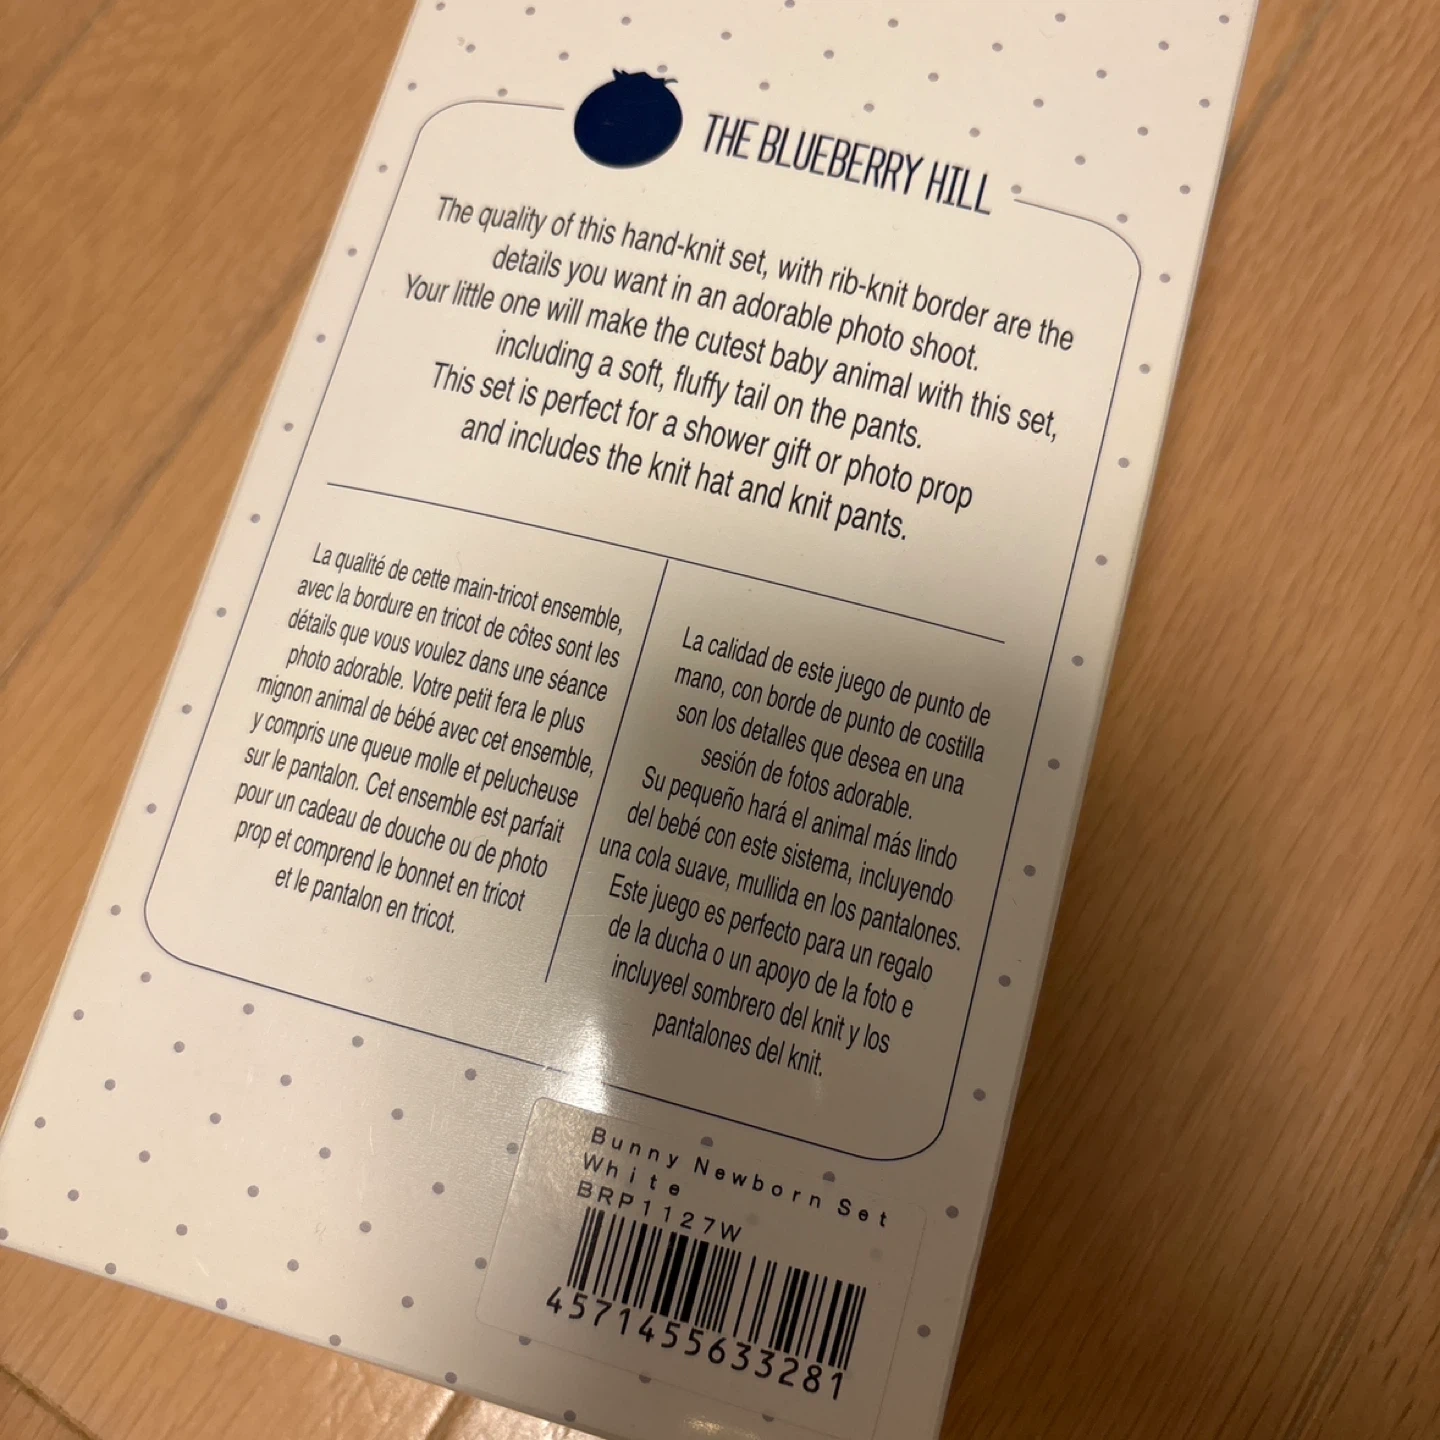 THE BLUEBERRY HILL
The quality of this hand-knit set, with rib-knit border are the
details you want in an adorable photo shoot.
Your little one will make the cutest baby animal with this set,
including a soft, fluffy tail on the pants.
This set is perfect for a shower gift or photo prop
and includes the knit hat and knit pants.
La qualité de cette main-tricot ensemble,
avec la bordure en tricot de côtes sont les
détails que vous voulez dans une séance
photo adorable. Votre petit fera le plus
mignon animal de bébé avec cet ensemble,
y compris une queue molle et pelucheuse
sur le pantalon. Cet ensemble est parfait
pour un cadeau de douche ou de photo
prop et comprend le bonnet en tricot
et le pantalon en tricot.
La calidad de este juego de punto de
mano, con borde de punto de costilla
son los detalles que desea en una
sesión de fotos adorable.
Su pequeño hará el animal más lindo
del bebé con este sistema, incluyendo
una cola suave, mullida en los pantalones.
Este juego es perfecto para un regalo
de la ducha o un apoyo de la foto e
incluyeel sombrero del knit y los
pantalones del knit.
Bunny Newborn Set
White
BRP1127W
4571455633281